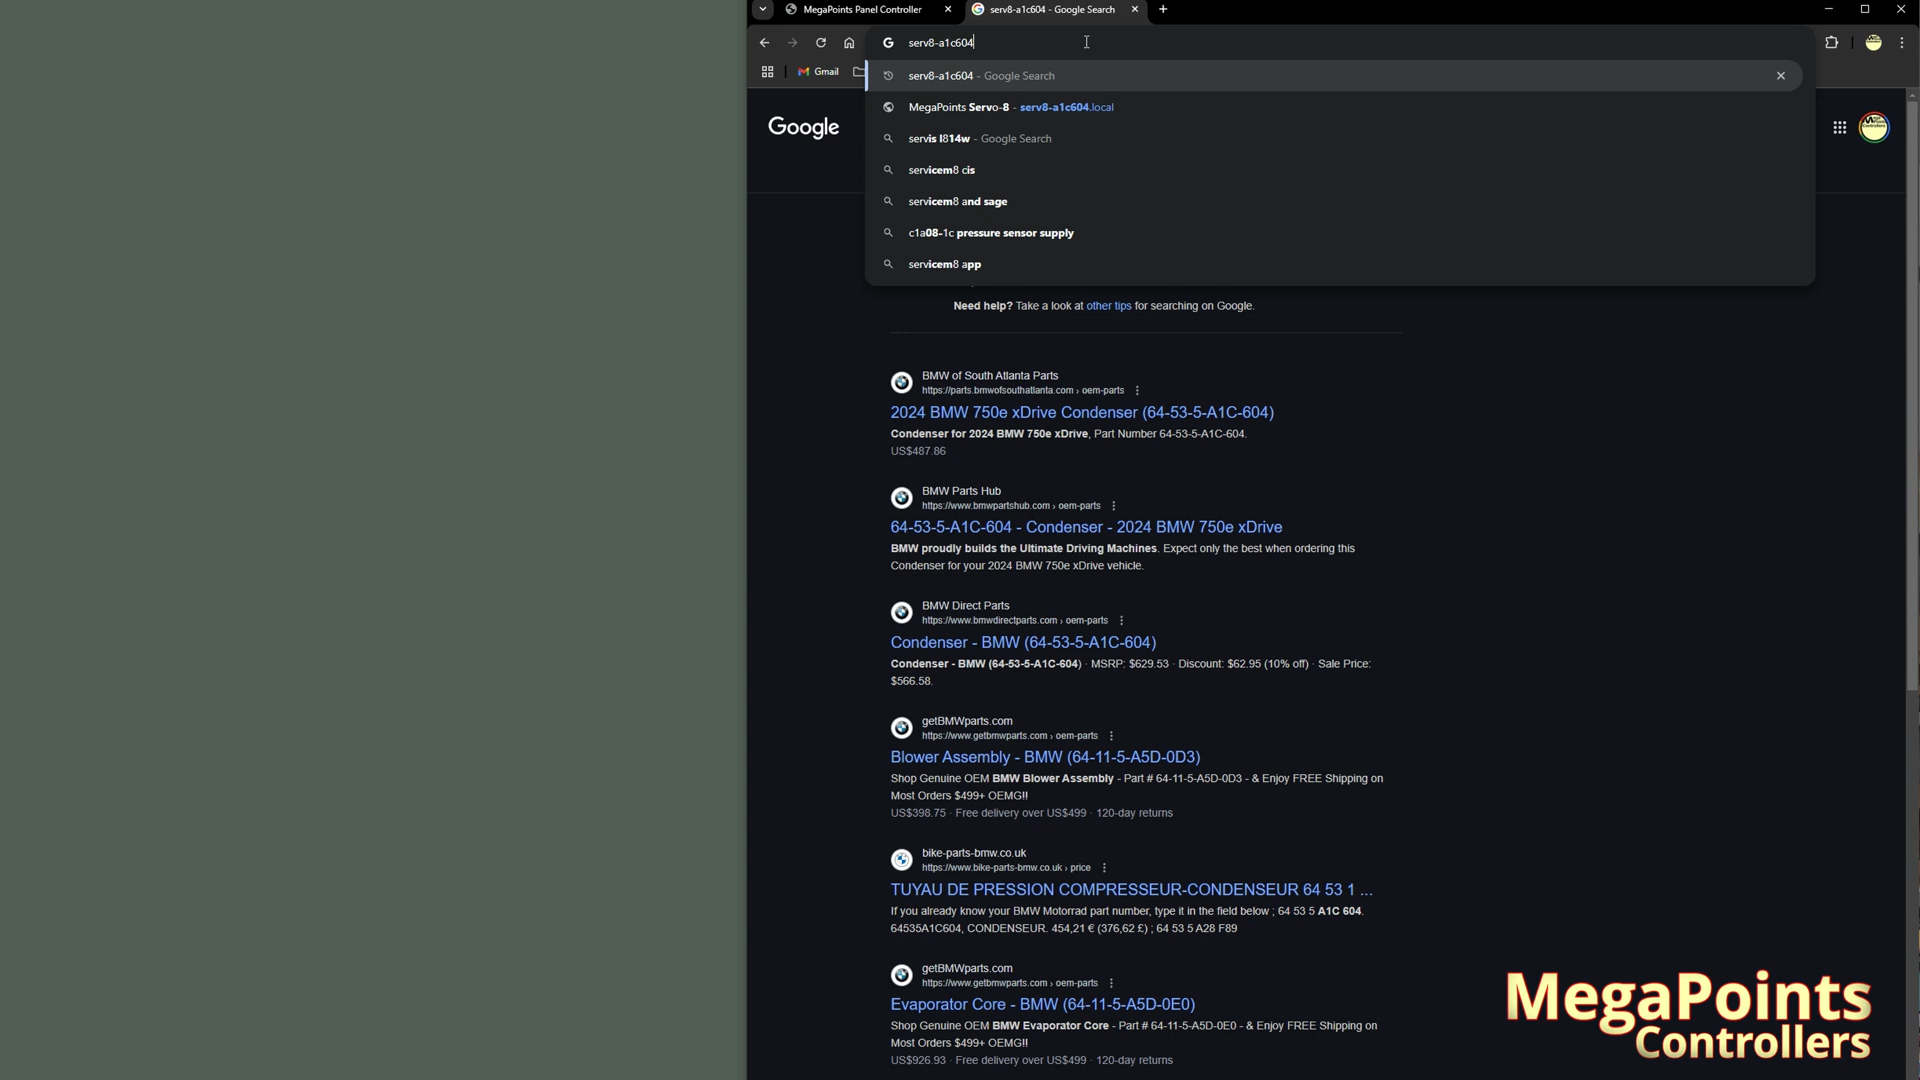 MegaPoints Panel Controller
serv8-a1c604 - Google Search
serv8-a1c604
Gmail
serv8-a1c604 - Google Search
MegaPoints Servo-8 - serv8-a1c604.local
servis l814w - Google Search
servicem8 cis
servicem8 and sage
c1a08-1c pressure sensor supply
servicem8 app
Google
Need help? Take a look at other tips for searching on Google.
BMW of South Atlanta Parts
https://parts.bmwofsouthatlanta.com › oem-parts
2024 BMW 750e xDrive Condenser (64-53-5-A1C-604)
Condenser for 2024 BMW 750e xDrive, Part Number 64-53-5-A1C-604.
US$487.86
BMW Parts Hub
https://www.bmwpartshub.com › oem-parts
64-53-5-A1C-604 - Condenser - 2024 BMW 750e xDrive
BMW proudly builds the Ultimate Driving Machines. Expect only the best when ordering this
Condenser for your 2024 BMW 750e xDrive vehicle.
BMW Direct Parts
https://www.bmwdirectparts.com › oem-parts
Condenser - BMW (64-53-5-A1C-604)
Condenser - BMW (64-53-5-A1C-604) · MSRP: $629.53 · Discount: $62.95 (10% off) · Sale Price:
$566.58.
getBMWparts.com
https://www.getbmwparts.com › oem-parts
Blower Assembly - BMW (64-11-5-A5D-0D3)
Shop Genuine OEM BMW Blower Assembly - Part # 64-11-5-A5D-0D3 - & Enjoy FREE Shipping on
Most Orders $499+ OEMG!!
US$398.75 · Free delivery over US$499 · 120-day returns
bike-parts-bmw.co.uk
https://www.bike-parts-bmw.co.uk › price
TUYAU DE PRESSION COMPRESSEUR-CONDENSEUR 64 53 1 ...
If you already know your BMW Motorrad part number, type it in the field below ; 64 53 5 A1C 604.
64535A1C604, CONDENSEUR. 454,21 € (376,62 £) ; 64 53 5 A28 F89
getBMWparts.com
https://www.getbmwparts.com › oem-parts
Evaporator Core - BMW (64-11-5-A5D-0E0)
Shop Genuine OEM BMW Evaporator Core - Part # 64-11-5-A5D-0E0 - & Enjoy FREE Shipping on
Most Orders $499+ OEMG!!
US$926.93 · Free delivery over US$499 · 120-day returns
MegaPoints
Controllers